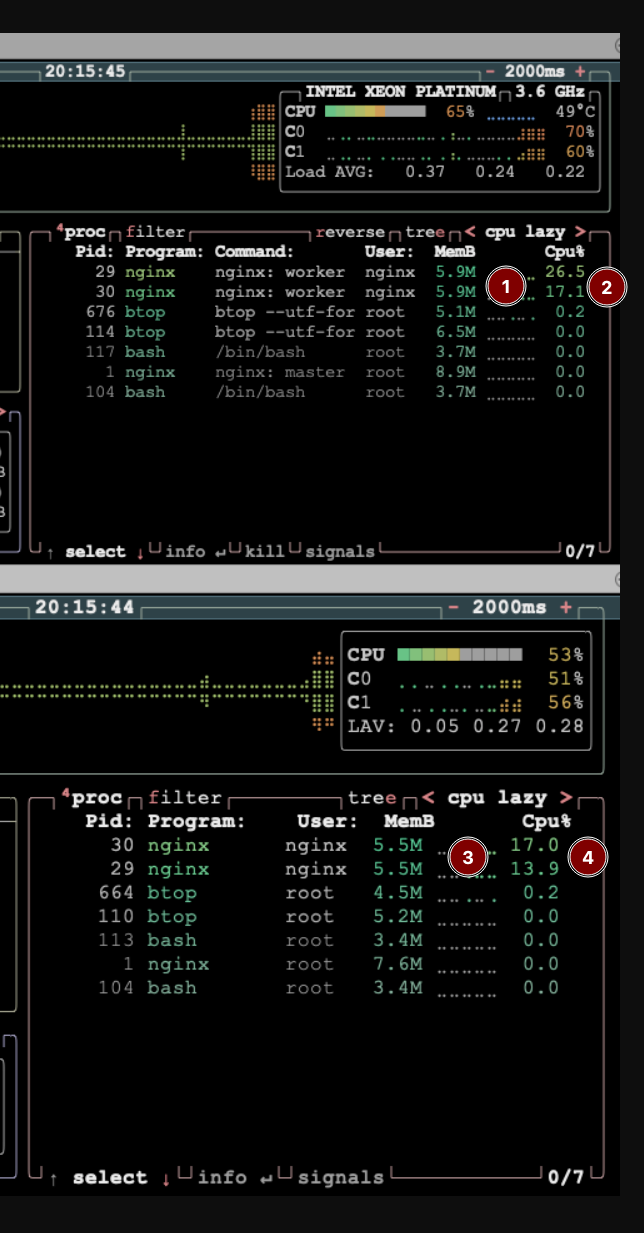 20:15:45 - 2000ms +
INTEL XEON PLATINUM 3.6 GHz
CPU 65% 49°C
C0 70%
C1 60%
Load AVG: 0.37 0.24 0.22
4proc filter reverse tree < cpu lazy >
Pid: Program: Command: User: MemB Cpu%
29 nginx nginx: worker nginx 5.9M 26.5
30 nginx nginx: worker nginx 5.9M 1 17.1 2
676 btop btop --utf-for root 5.1M 0.2
114 btop btop --utf-for root 6.5M 0.0
117 bash /bin/bash root 3.7M 0.0
1 nginx nginx: master root 8.9M 0.0
104 bash /bin/bash root 3.7M 0.0
↑ select ↓ info ↵ kill signals 0/7
20:15:44 - 2000ms +
CPU 53%
C0 51%
C1 56%
LAV: 0.05 0.27 0.28
4proc filter tree < cpu lazy >
Pid: Program: User: MemB Cpu%
30 nginx nginx 5.5M 17.0
3 4
29 nginx nginx 5.5M 13.9
664 btop root 4.5M 0.2
110 btop root 5.2M 0.0
113 bash root 3.4M 0.0
1 nginx root 7.6M 0.0
104 bash root 3.4M 0.0
↑ select ↓ info ↵ signals 0/7